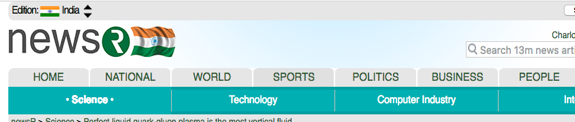 Edition: India
newsR
Charlo
Search 13m news arti
HOME NATIONAL WORLD SPORTS POLITICS BUSINESS PEOPLE
• Science • Technology Computer Industry Int
newsR > Science > Perfect liquid quark-gluon plasma is the most vortical fluid